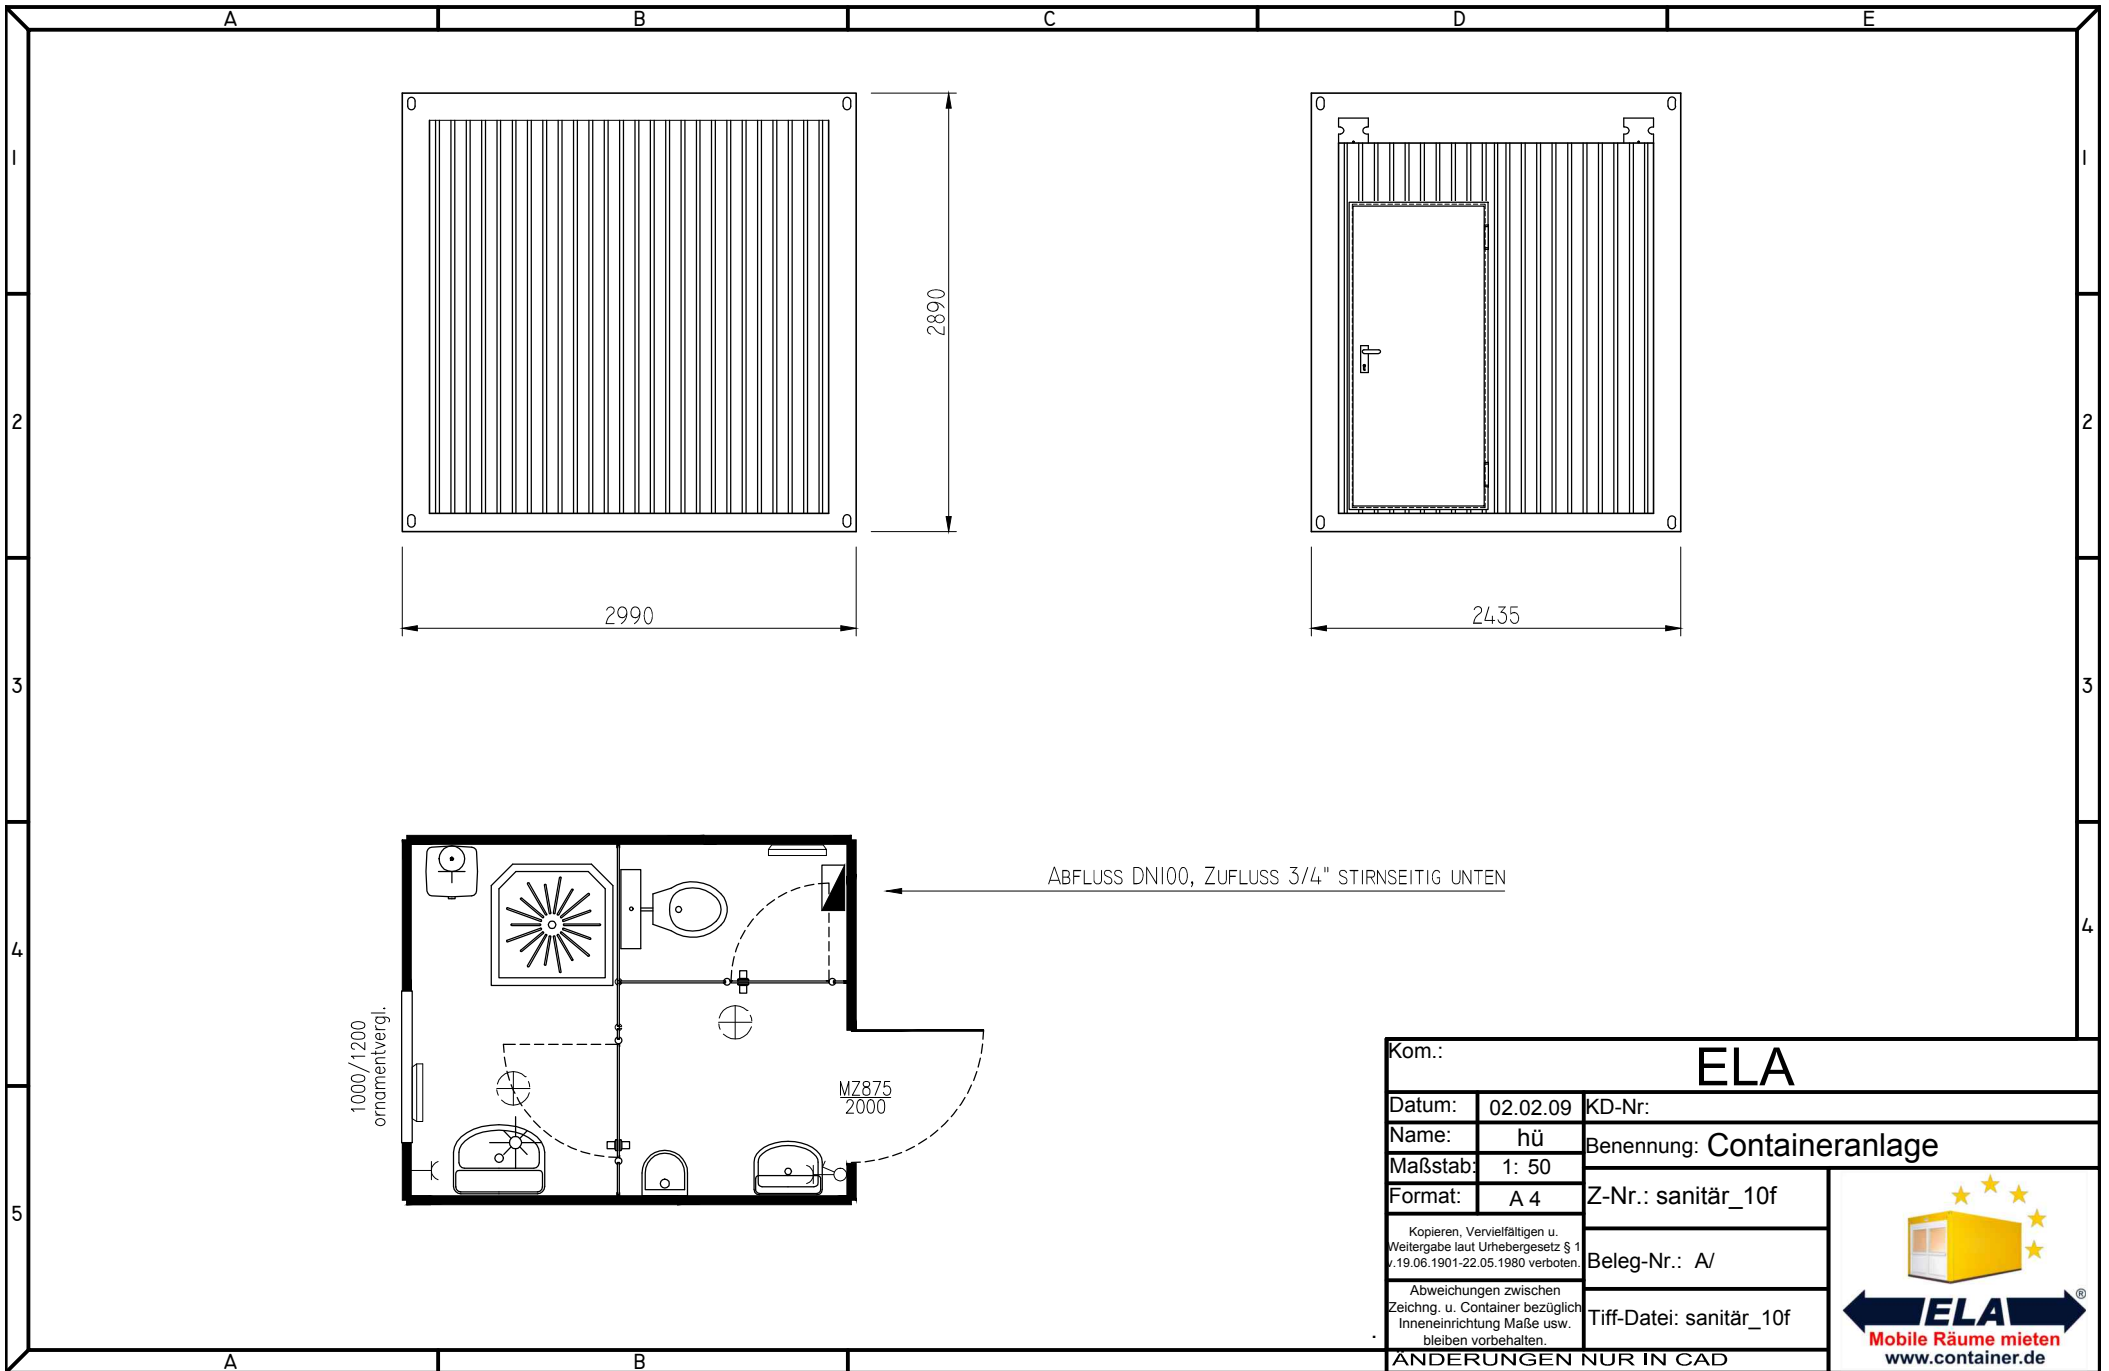 A B C D E
1 1
2890
2 2
2990 2435
3 3
ABFLUSS DN100, ZUFLUSS 3/4" STIRNSEITIG UNTEN
4 4
1000/1200
ornamentvergl.
MZ875
2000
5
Kom.: ELA
Datum: 02.02.09 KD-Nr:
Name: hü Benennung: Containeranlage
Maßstab: 1: 50
Format: A 4 Z-Nr.: sanitär_10f
Kopieren, Vervielfältigen u.
Weitergabe laut Urhebergesetz § 1
v.19.06.1901-22.05.1980 verboten.
Beleg-Nr.: A/
Abweichungen zwischen
Zeichng. u. Container bezüglich
Inneneinrichtung Maße usw.
bleiben vorbehalten.
Tiff-Datei: sanitär_10f
ELA ®
Mobile Räume mieten
www.container.de
ÄNDERUNGEN NUR IN CAD
A B